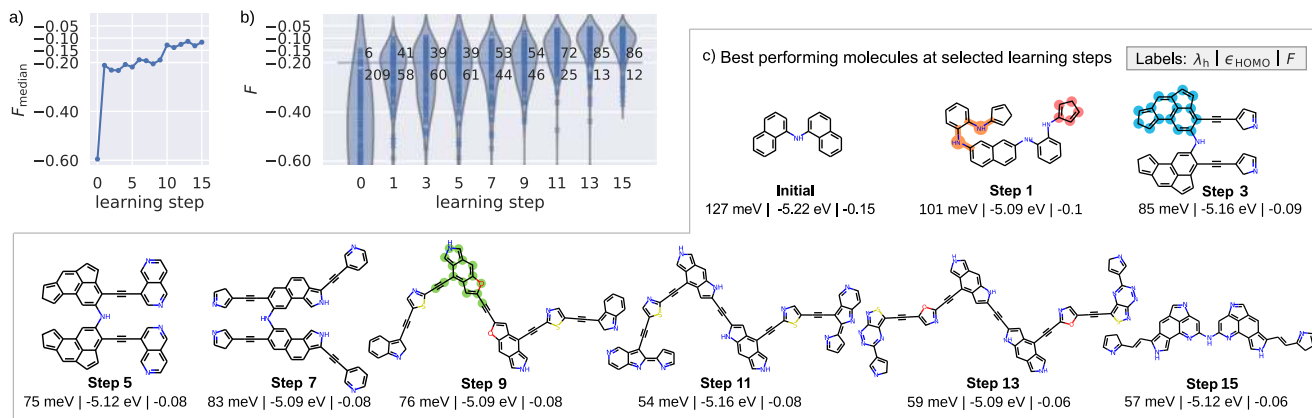 a)
F_median
−0.05
−0.15
−0.20
−0.40
−0.60
0
5
10
15
learning step
b)
F
−0.05
−0.10
−0.15
−0.20
−0.40
−0.60
6 41 39 39 53 54 72 85 86
209 58 60 61 44 46 25 13 12
0 1 3 5 7 9 11 13 15
learning step
c) Best performing molecules at selected learning steps
Labels: λ_h | ϵ_HOMO | F
Initial
127 meV | -5.22 eV | -0.15
Step 1
101 meV | -5.09 eV | -0.1
Step 3
85 meV | -5.16 eV | -0.09
Step 5
75 meV | -5.12 eV | -0.08
Step 7
83 meV | -5.09 eV | -0.08
Step 9
76 meV | -5.09 eV | -0.08
Step 11
54 meV | -5.16 eV | -0.08
Step 13
59 meV | -5.09 eV | -0.06
Step 15
57 meV | -5.12 eV | -0.06